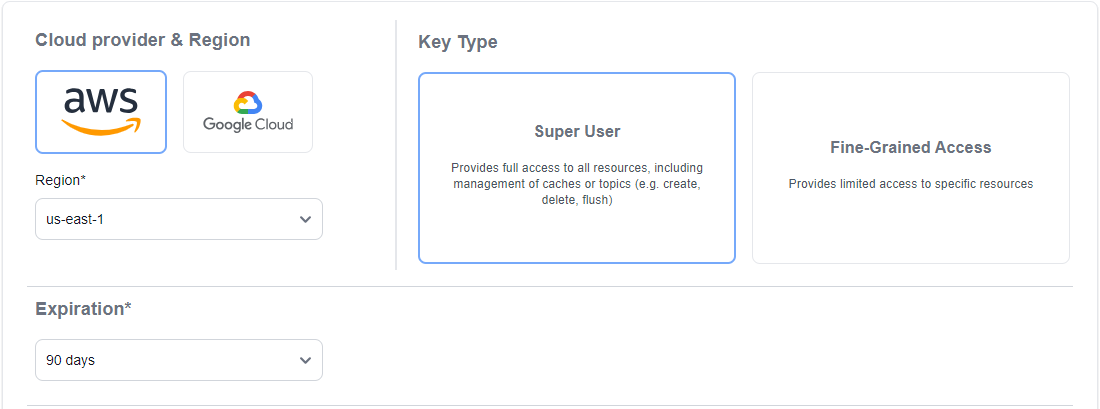 Cloud provider & Region
aws
Google Cloud
Region*
us-east-1
Key Type
Super User
Provides full access to all resources, including
management of caches or topics (e.g. create,
delete, flush)
Fine-Grained Access
Provides limited access to specific resources
Expiration*
90 days